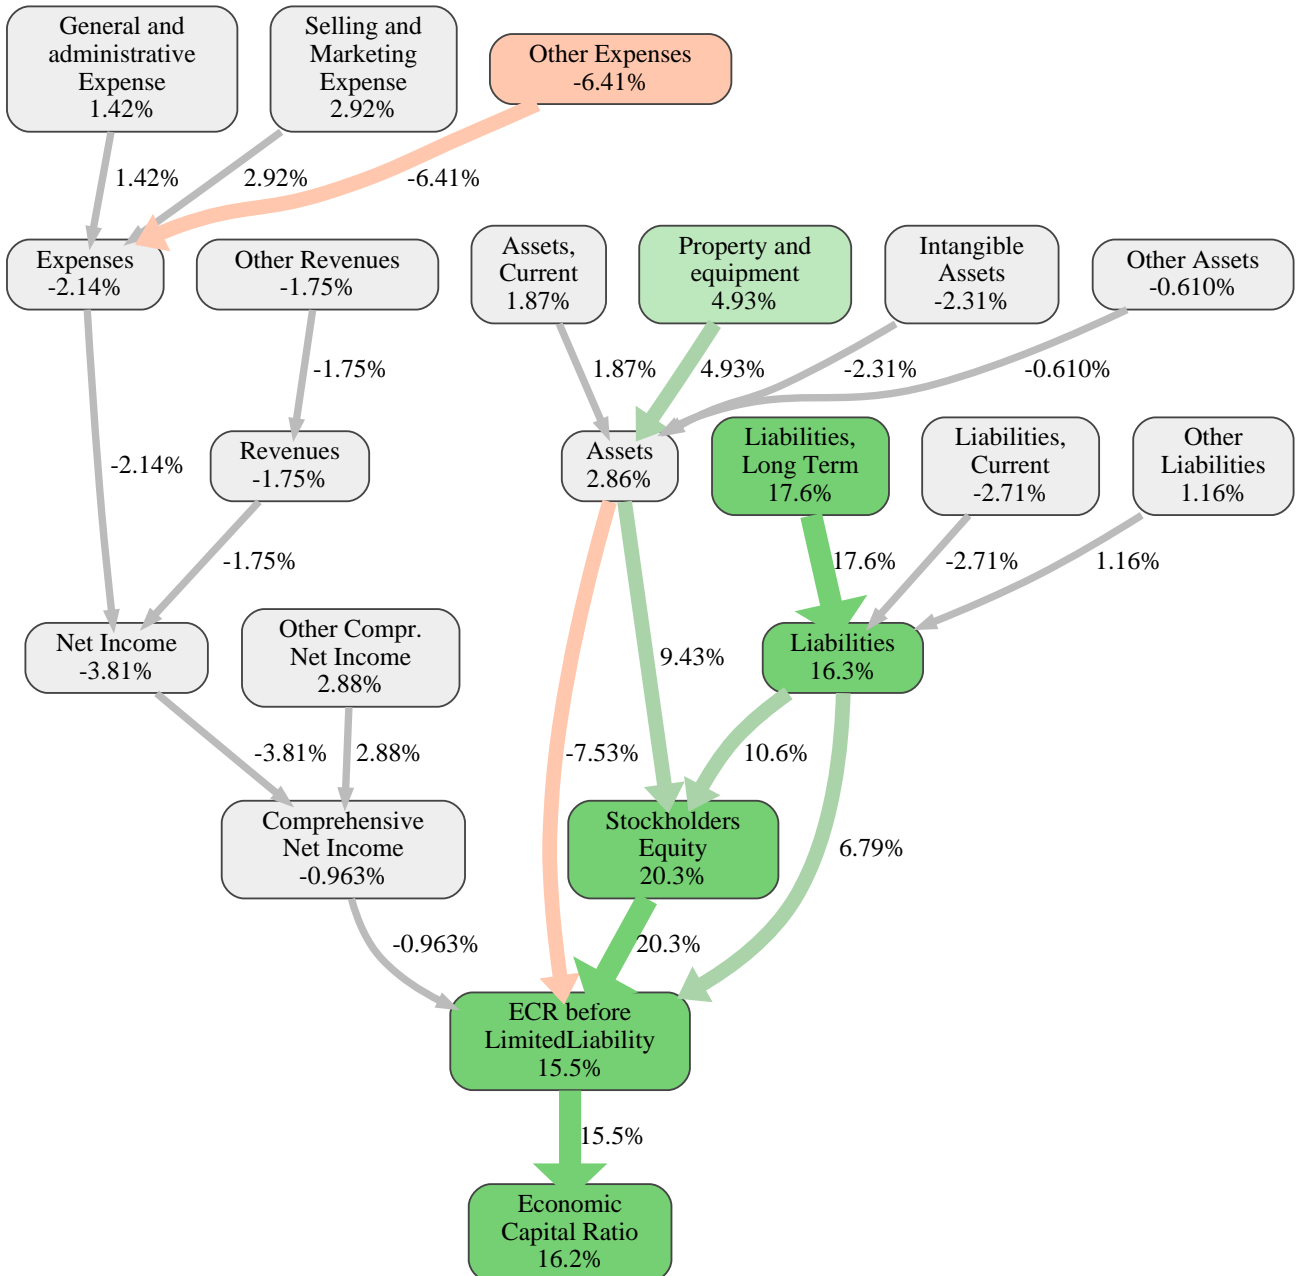 General and
administrative
Expense
1.42%
Selling and
Marketing
Expense
2.92%
Other Expenses
-6.41%
1.42%
2.92%
-6.41%
Expenses
-2.14%
Other Revenues
-1.75%
Assets,
Current
1.87%
Property and
equipment
4.93%
Intangible
Assets
-2.31%
Other Assets
-0.610%
-1.75%
1.87%
4.93%
-2.31%
-0.610%
-2.14%
Revenues
-1.75%
Assets
2.86%
Liabilities,
Long Term
17.6%
Liabilities,
Current
-2.71%
Other
Liabilities
1.16%
-1.75%
17.6%
-2.71%
1.16%
Net Income
-3.81%
Other Compr.
Net Income
2.88%
9.43%
Liabilities
16.3%
-3.81%
2.88%
-7.53%
10.6%
Comprehensive
Net Income
-0.963%
Stockholders
Equity
20.3%
6.79%
-0.963%
20.3%
ECR before
LimitedLiability
15.5%
15.5%
Economic
Capital Ratio
16.2%